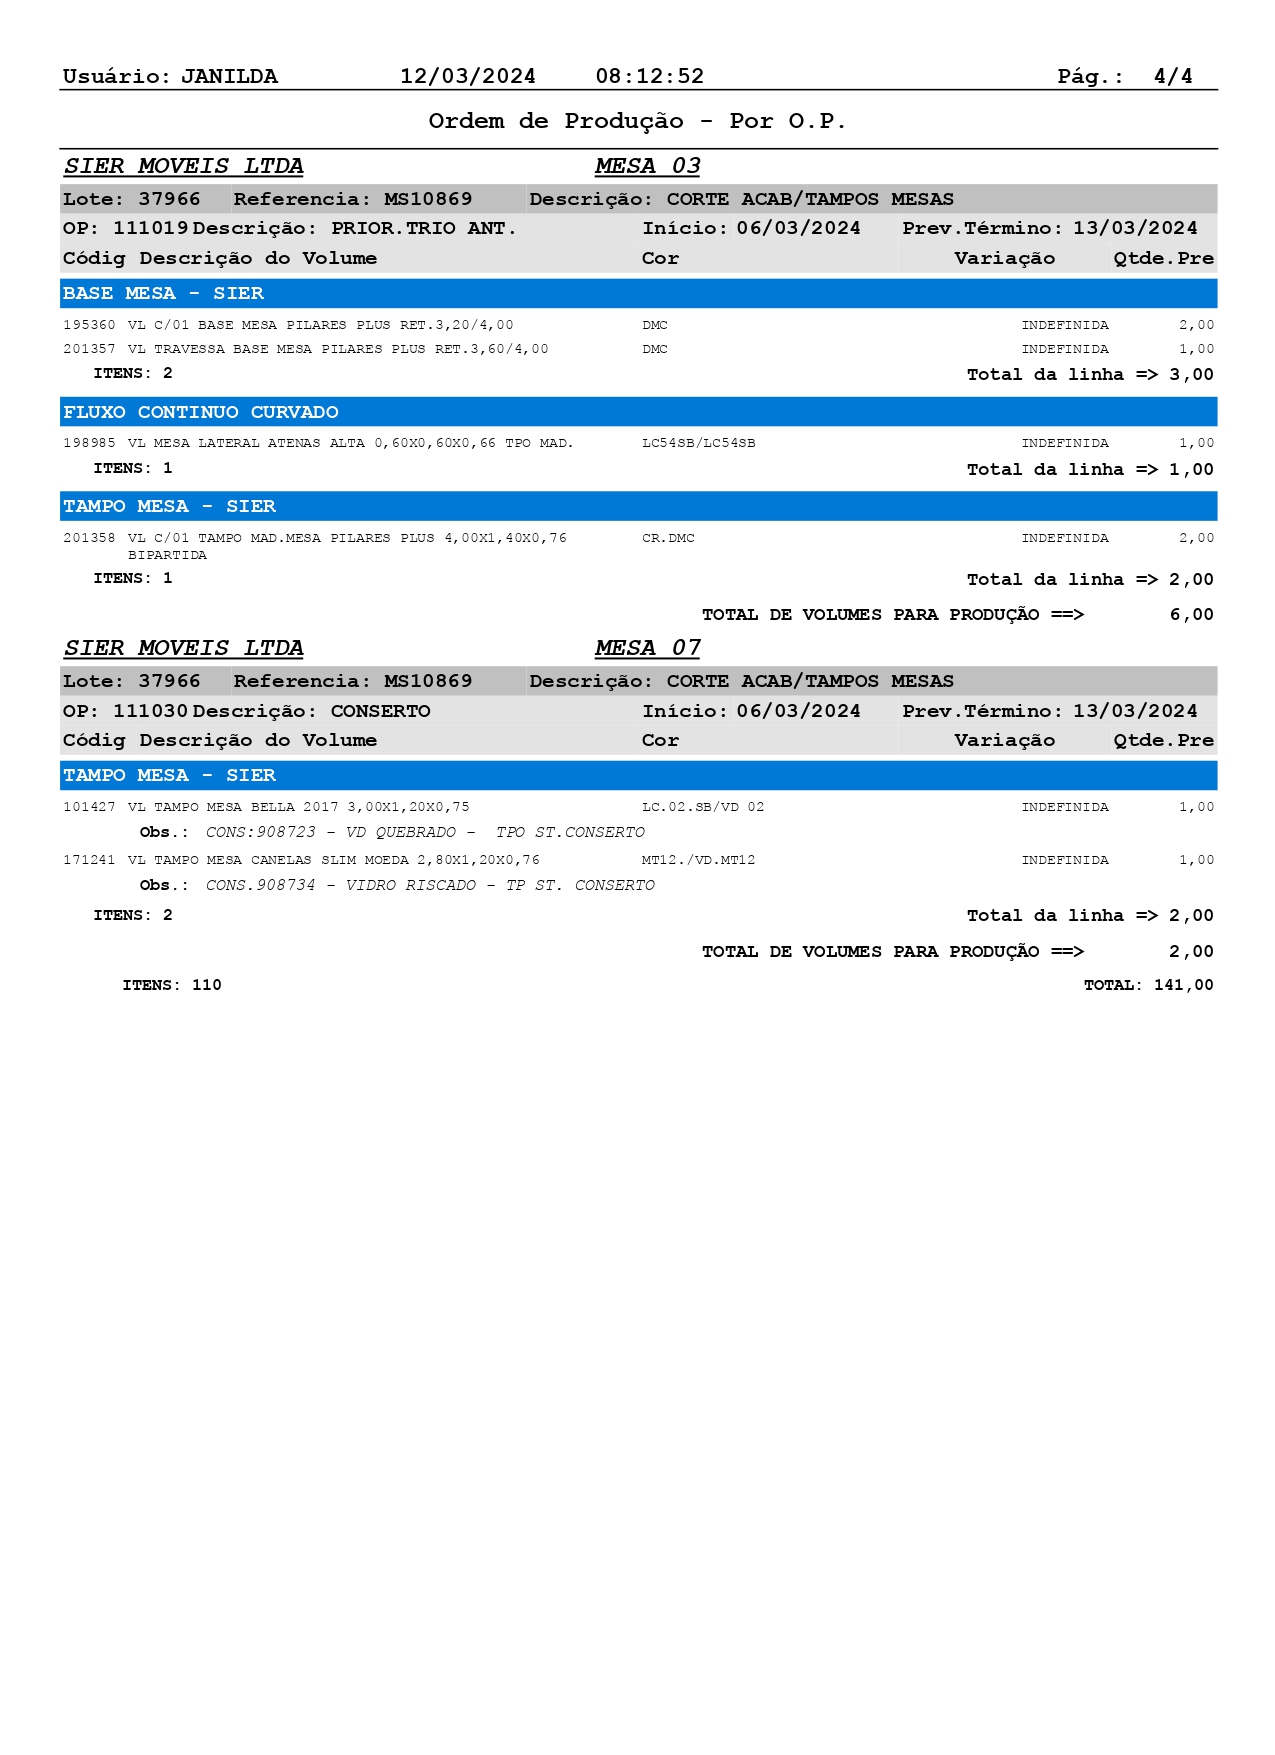 Usuário: JANILDA 12/03/2024 08:12:52 Pág.: 4/4
Ordem de Produção - Por O.P.
SIER MOVEIS LTDA MESA 03
Lote: 37966 Referencia: MS10869 Descrição: CORTE ACAB/TAMPOS MESAS
OP: 111019 Descrição: PRIOR.TRIO ANT. Início: 06/03/2024 Prev.Término: 13/03/2024
Códig Descrição do Volume Cor Variação Qtde.Pre
BASE MESA - SIER
195360 VL C/01 BASE MESA PILARES PLUS RET.3,20/4,00 DMC INDEFINIDA 2,00
201357 VL TRAVESSA BASE MESA PILARES PLUS RET.3,60/4,00 DMC INDEFINIDA 1,00
ITENS: 2 Total da linha => 3,00
FLUXO CONTINUO CURVADO
198985 VL MESA LATERAL ATENAS ALTA 0,60X0,60X0,66 TPO MAD. LC54SB/LC54SB INDEFINIDA 1,00
ITENS: 1 Total da linha => 1,00
TAMPO MESA - SIER
201358 VL C/01 TAMPO MAD.MESA PILARES PLUS 4,00X1,40X0,76 CR.DMC INDEFINIDA 2,00
BIPARTIDA
ITENS: 1 Total da linha => 2,00
TOTAL DE VOLUMES PARA PRODUÇÃO ==> 6,00
SIER MOVEIS LTDA MESA 07
Lote: 37966 Referencia: MS10869 Descrição: CORTE ACAB/TAMPOS MESAS
OP: 111030 Descrição: CONSERTO Início: 06/03/2024 Prev.Término: 13/03/2024
Códig Descrição do Volume Cor Variação Qtde.Pre
TAMPO MESA - SIER
101427 VL TAMPO MESA BELLA 2017 3,00X1,20X0,75 LC.02.SB/VD 02 INDEFINIDA 1,00
Obs.: CONS:908723 - VD QUEBRADO - TPO ST.CONSERTO
171241 VL TAMPO MESA CANELAS SLIM MOEDA 2,80X1,20X0,76 MT12./VD.MT12 INDEFINIDA 1,00
Obs.: CONS.908734 - VIDRO RISCADO - TP ST. CONSERTO
ITENS: 2 Total da linha => 2,00
TOTAL DE VOLUMES PARA PRODUÇÃO ==> 2,00
ITENS: 110 TOTAL: 141,00